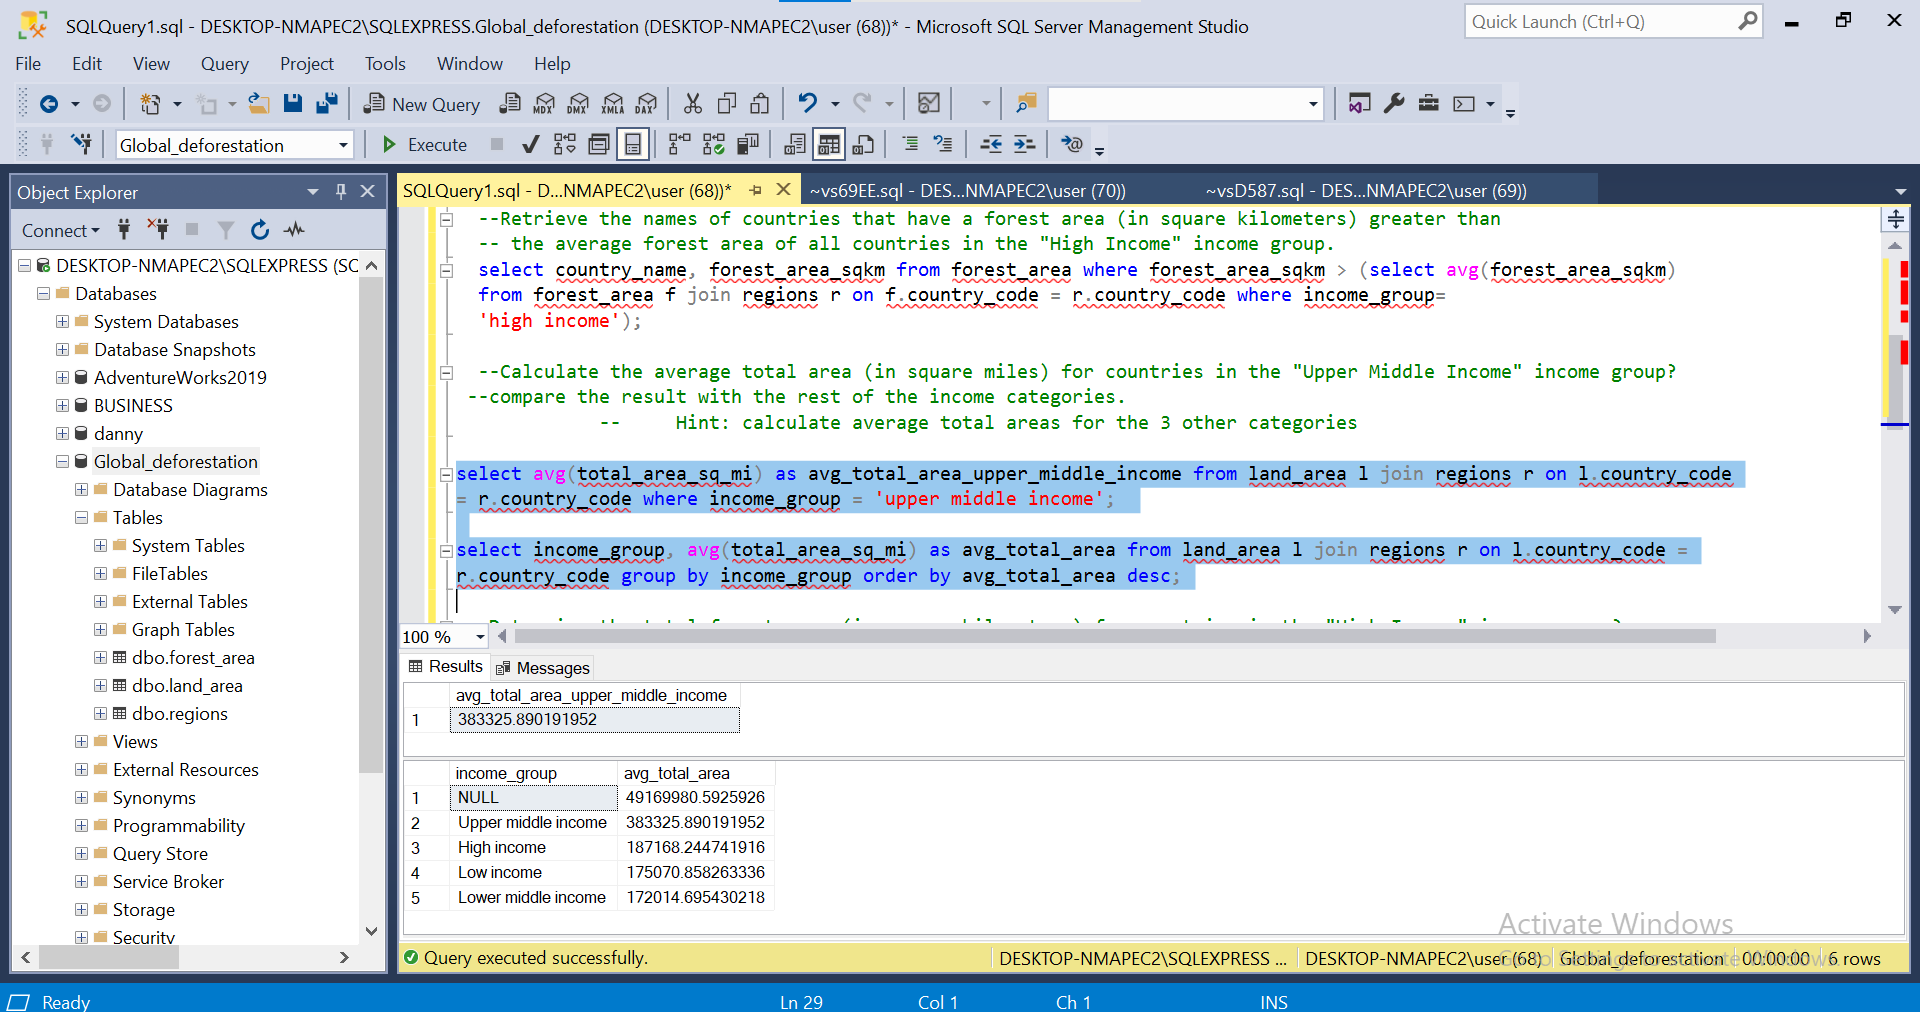 SQLQuery1.sql - DESKTOP-NMAPEC2\SQLEXPRESS.Global_deforestation (DESKTOP-NMAPEC2\user (68))* - Microsoft SQL Server Management Studio
Quick Launch (Ctrl+Q)
File Edit View Query Project Tools Window Help
New Query MDX DMX XMLA DAX
Global_deforestation Execute
Object Explorer
SQLQuery1.sql - D...NMAPEC2\user (68))* ~vs69EE.sql - DES...NMAPEC2\user (70)) ~vsD587.sql - DES...NMAPEC2\user (69))
Connect
DESKTOP-NMAPEC2\SQLEXPRESS (SC
Databases
System Databases
Database Snapshots
AdventureWorks2019
BUSINESS
danny
Global_deforestation
Database Diagrams
Tables
System Tables
FileTables
External Tables
Graph Tables
dbo.forest_area
dbo.land_area
dbo.regions
Views
External Resources
Synonyms
Programmability
Query Store
Service Broker
Storage
Security
--Retrieve the names of countries that have a forest area (in square kilometers) greater than
-- the average forest area of all countries in the "High Income" income group.
select country_name, forest_area_sqkm from forest_area where forest_area_sqkm > (select avg(forest_area_sqkm)
from forest_area f join regions r on f.country_code = r.country_code where income_group=
'high income');
--Calculate the average total area (in square miles) for countries in the "Upper Middle Income" income group?
--compare the result with the rest of the income categories.
-- Hint: calculate average total areas for the 3 other categories
select avg(total_area_sq_mi) as avg_total_area_upper_middle_income from land_area l join regions r on l.country_code
= r.country_code where income_group = 'upper middle income';
select income_group, avg(total_area_sq_mi) as avg_total_area from land_area l join regions r on l.country_code =
r.country_code group by income_group order by avg_total_area desc;
100 %
Results Messages
avg_total_area_upper_middle_income
1 383325.890191952
income_group avg_total_area
1 NULL 49169980.5925926
2 Upper middle income 383325.890191952
3 High income 187168.244741916
4 Low income 175070.858263336
5 Lower middle income 172014.695430218
Activate Windows
Go to Settings to activate Windows.
Query executed successfully. DESKTOP-NMAPEC2\SQLEXPRESS ... DESKTOP-NMAPEC2\user (68) Global_deforestation 00:00:00 6 rows
Ready Ln 29 Col 1 Ch 1 INS